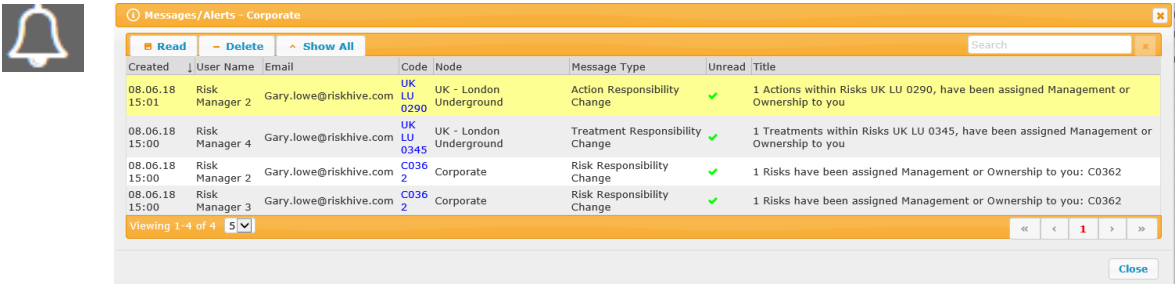 Messages/Alerts - Corporate
Read Delete Show All Search
Created User Name Email Code Node Message Type Unread Title
08.06.18 15:01 Risk Manager 2 Gary.lowe@riskhive.com UK LU 0290 UK - London Underground Action Responsibility Change 1 Actions within Risks UK LU 0290, have been assigned Management or Ownership to you
08.06.18 15:00 Risk Manager 4 Gary.lowe@riskhive.com UK LU 0345 UK - London Underground Treatment Responsibility Change 1 Treatments within Risks UK LU 0345, have been assigned Management or Ownership to you
08.06.18 15:00 Risk Manager 2 Gary.lowe@riskhive.com C0362 Corporate Risk Responsibility Change 1 Risks have been assigned Management or Ownership to you: C0362
08.06.18 15:00 Risk Manager 3 Gary.lowe@riskhive.com C0362 Corporate Risk Responsibility Change 1 Risks have been assigned Management or Ownership to you: C0362
Viewing 1-4 of 4 5 « ‹ 1 › »
Close